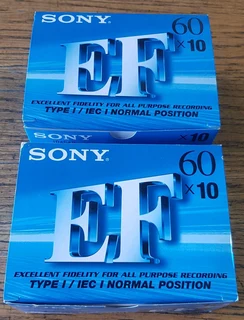 SONY
60
EF ×10
EXCELLENT FIDELITY FOR ALL PURPOSE RECORDING
TYPE I / IEC I NORMAL POSITION
SONY ×10
SONY
60
EF ×10
EXCELLENT FIDELITY FOR ALL PURPOSE RECORDING
TYPE I / IEC I NORMAL POSITION